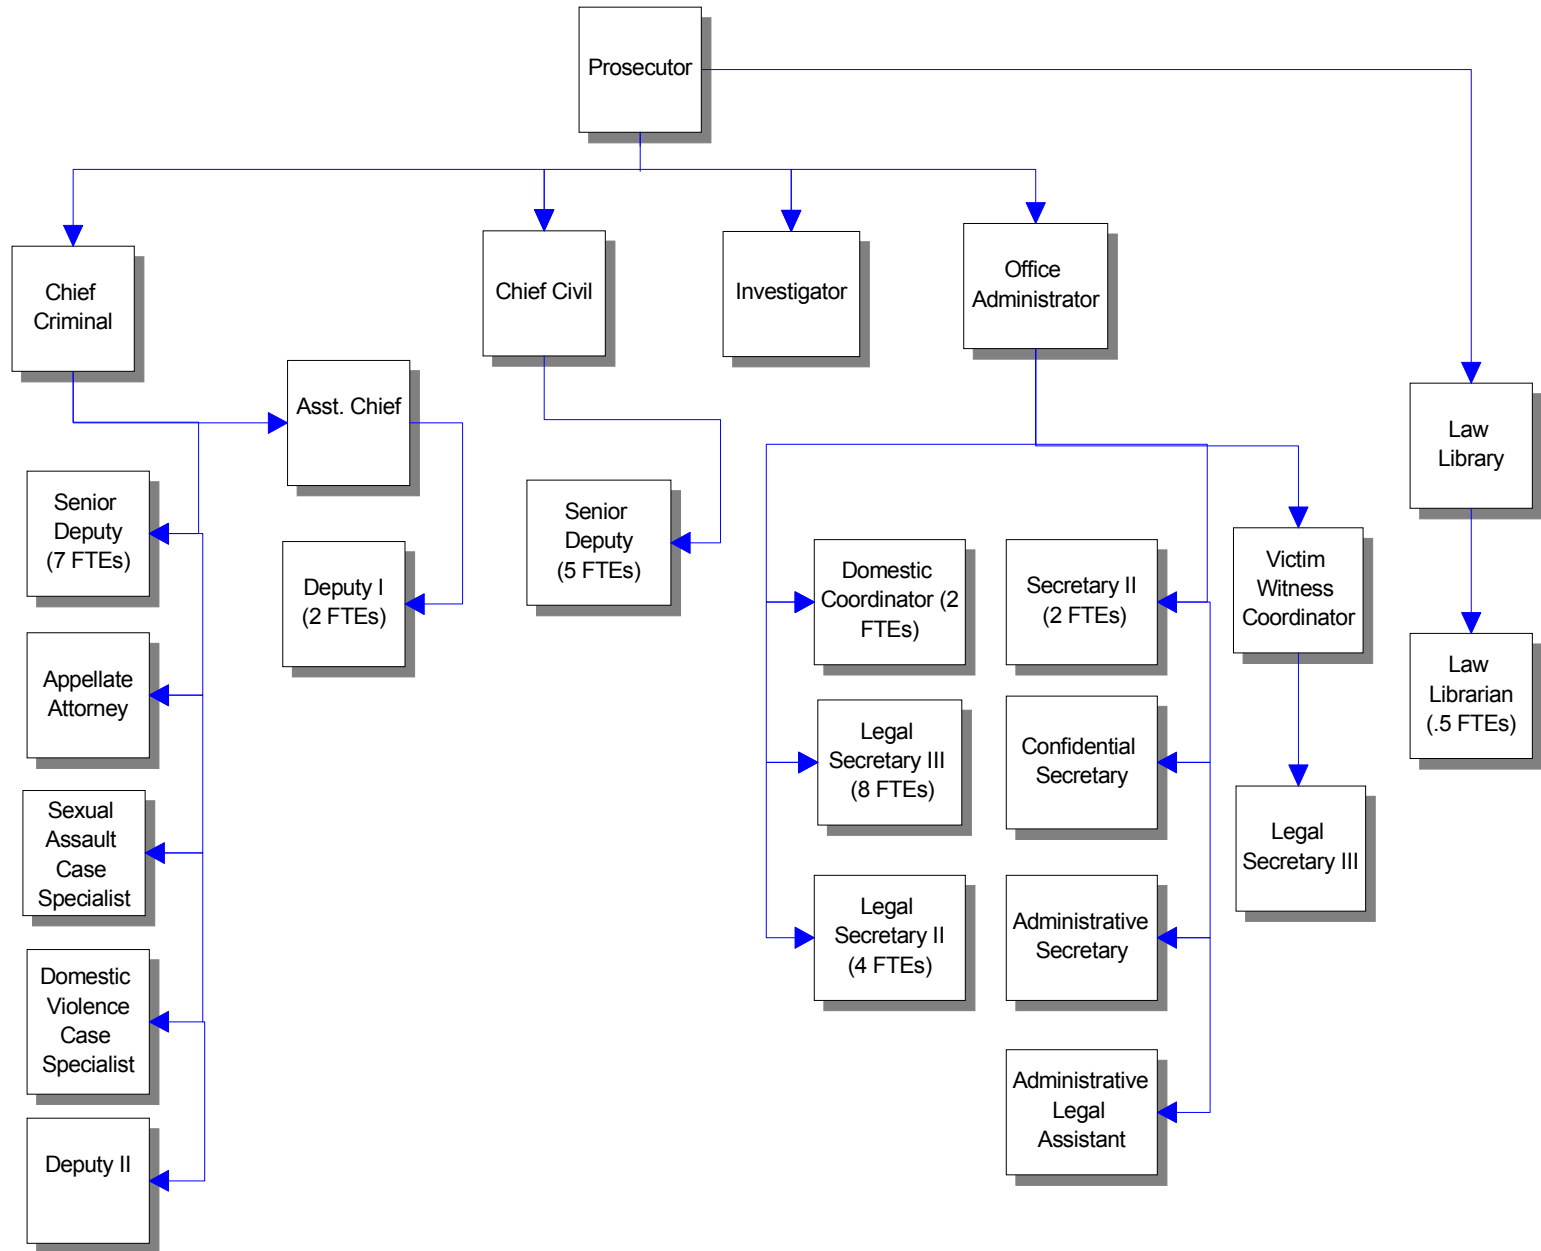 Prosecutor
Chief
Criminal
Asst. Chief
Chief Civil
Investigator
Office
Administrator
Law
Library
Senior
Deputy
(7 FTEs)
Deputy I
(2 FTEs)
Senior
Deputy
(5 FTEs)
Domestic
Coordinator (2
FTEs)
Secretary II
(2 FTEs)
Victim
Witness
Coordinator
Law
Librarian
(.5 FTEs)
Appellate
Attorney
Legal
Secretary III
(8 FTEs)
Confidential
Secretary
Legal
Secretary III
Sexual
Assault
Case
Specialist
Legal
Secretary II
(4 FTEs)
Administrative
Secretary
Domestic
Violence
Case
Specialist
Administrative
Legal
Assistant
Deputy II